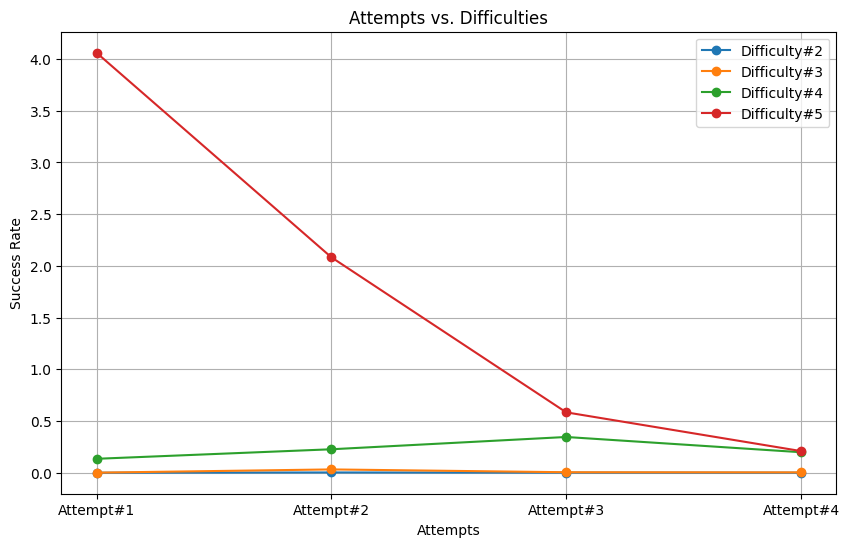 Attempts vs. Difficulties
Difficulty#2
Difficulty#3
Difficulty#4
Difficulty#5
Success Rate
4.0
3.5
3.0
2.5
2.0
1.5
1.0
0.5
0.0
Attempt#1
Attempt#2
Attempt#3
Attempt#4
Attempts